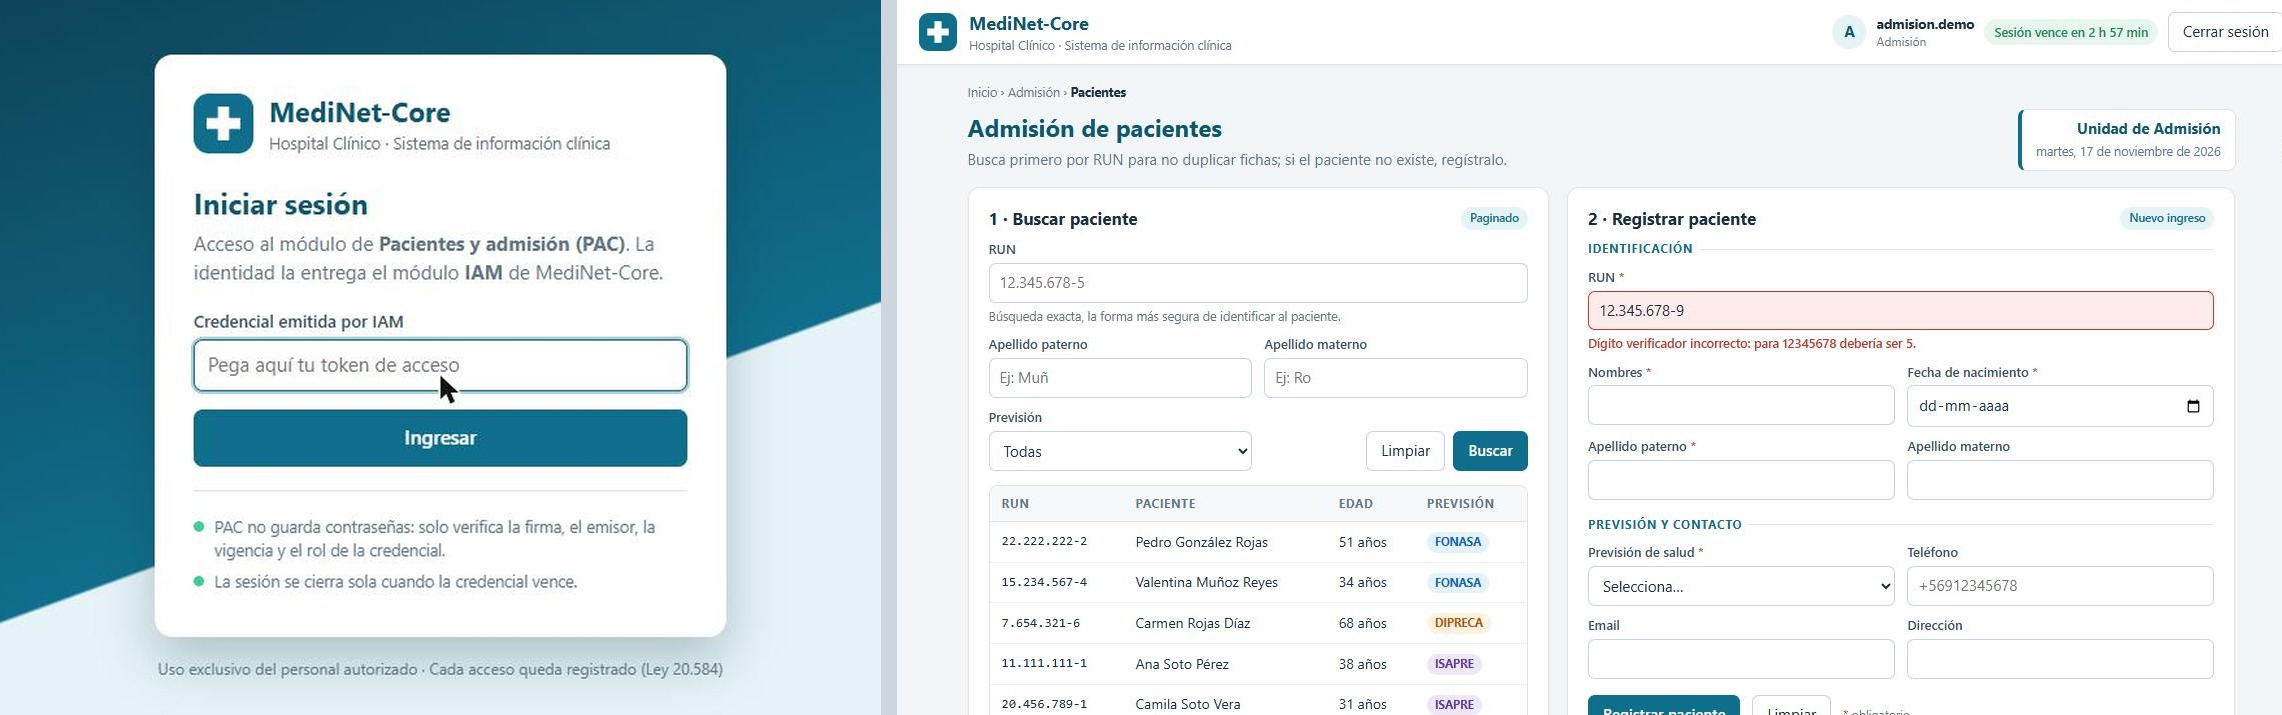 MediNet-Core
Hospital Clínico · Sistema de información clínica
Iniciar sesión
Acceso al módulo de Pacientes y admisión (PAC). La
identidad la entrega el módulo IAM de MediNet-Core.
Credencial emitida por IAM
Pega aquí tu token de acceso
Ingresar
PAC no guarda contraseñas: solo verifica la firma, el emisor, la
vigencia y el rol de la credencial.
La sesión se cierra sola cuando la credencial vence.
Uso exclusivo del personal autorizado · Cada acceso queda registrado (Ley 20.584)
MediNet-Core
Hospital Clínico · Sistema de información clínica
A
admision.demo
Admisión
Sesión vence en 2 h 57 min
Cerrar sesión
Inicio › Admisión › Pacientes
Admisión de pacientes
Busca primero por RUN para no duplicar fichas; si el paciente no existe, regístralo.
Unidad de Admisión
martes, 17 de noviembre de 2026
1 · Buscar paciente
Paginado
RUN
12.345.678-5
Búsqueda exacta, la forma más segura de identificar al paciente.
Apellido paterno
Apellido materno
Ej: Muñ
Ej: Ro
Previsión
Todas
Limpiar
Buscar
RUN PACIENTE EDAD PREVISIÓN
22.222.222-2 Pedro González Rojas 51 años FONASA
15.234.567-4 Valentina Muñoz Reyes 34 años FONASA
7.654.321-6 Carmen Rojas Díaz 68 años DIPRECA
11.111.111-1 Ana Soto Pérez 38 años ISAPRE
20.456.789-1 Camila Soto Vera 31 años ISAPRE
2 · Registrar paciente
Nuevo ingreso
IDENTIFICACIÓN
RUN *
12.345.678-9
Dígito verificador incorrecto: para 12345678 debería ser 5.
Nombres *
Fecha de nacimiento *
dd-mm-aaaa
Apellido paterno *
Apellido materno
PREVISIÓN Y CONTACTO
Previsión de salud *
Teléfono
Selecciona...
+56912345678
Email
Dirección
Registrar paciente
Limpiar
* obligatorio